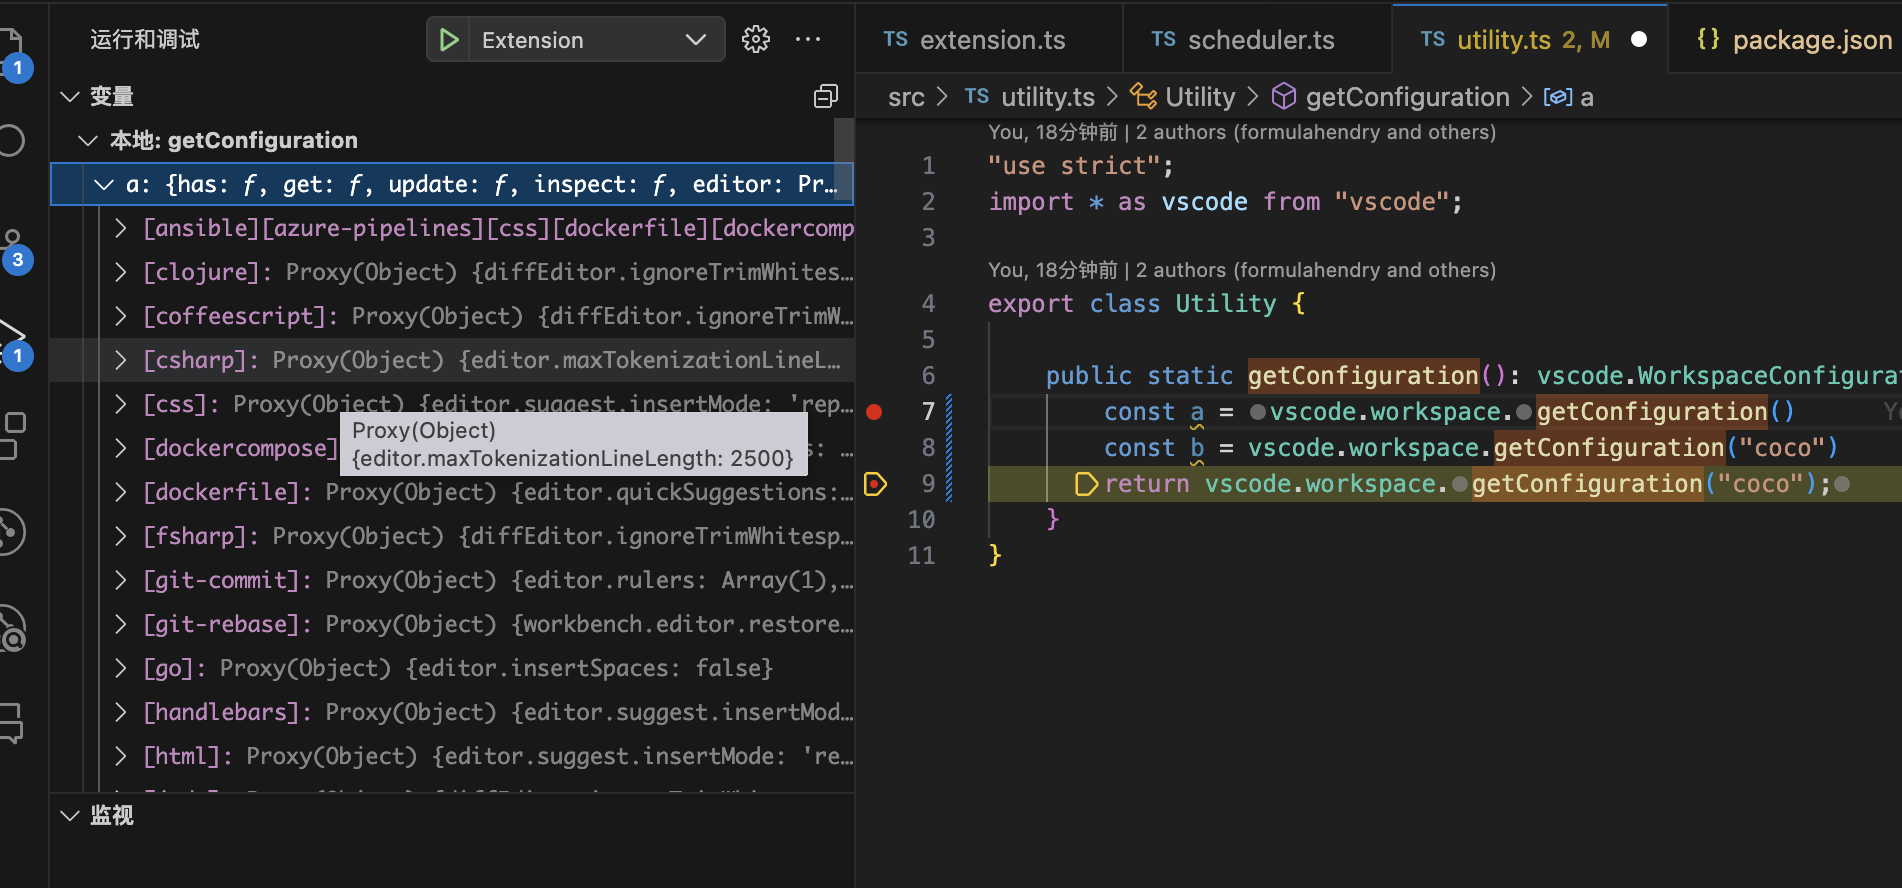 运行和调试
Extension
1
变量
本地: getConfiguration
a: {has: f, get: f, update: f, inspect: f, editor: Pr…
[ansible][azure-pipelines][css][dockerfile][dockercomp
[clojure]: Proxy(Object) {diffEditor.ignoreTrimWhites…
[coffeescript]: Proxy(Object) {diffEditor.ignoreTrimW…
3
[csharp]: Proxy(Object) {editor.maxTokenizationLineL…
1
[css]: Proxy(Object) {editor.suggest.insertMode: 'rep…
Proxy(Object)
{editor.maxTokenizationLineLength: 2500}
[dockercompose]
s: …
[dockerfile]: Proxy(Object) {editor.quickSuggestions:…
[fsharp]: Proxy(Object) {diffEditor.ignoreTrimWhitesp…
[git-commit]: Proxy(Object) {editor.rulers: Array(1),…
[git-rebase]: Proxy(Object) {workbench.editor.restore…
[go]: Proxy(Object) {editor.insertSpaces: false}
[handlebars]: Proxy(Object) {editor.suggest.insertMod…
[html]: Proxy(Object) {editor.suggest.insertMode: 're…
监视
TS extension.ts
TS scheduler.ts
TS utility.ts 2, M
{} package.json
src > TS utility.ts > Utility > getConfiguration > a
You, 18分钟前 | 2 authors (formulahendry and others)
1 "use strict";
2 import * as vscode from "vscode";
3
You, 18分钟前 | 2 authors (formulahendry and others)
4 export class Utility {
5
6 public static getConfiguration(): vscode.WorkspaceConfigurat
7 const a = vscode.workspace.getConfiguration() Yo
8 const b = vscode.workspace.getConfiguration("coco")
9 return vscode.workspace.getConfiguration("coco");
10 }
11 }